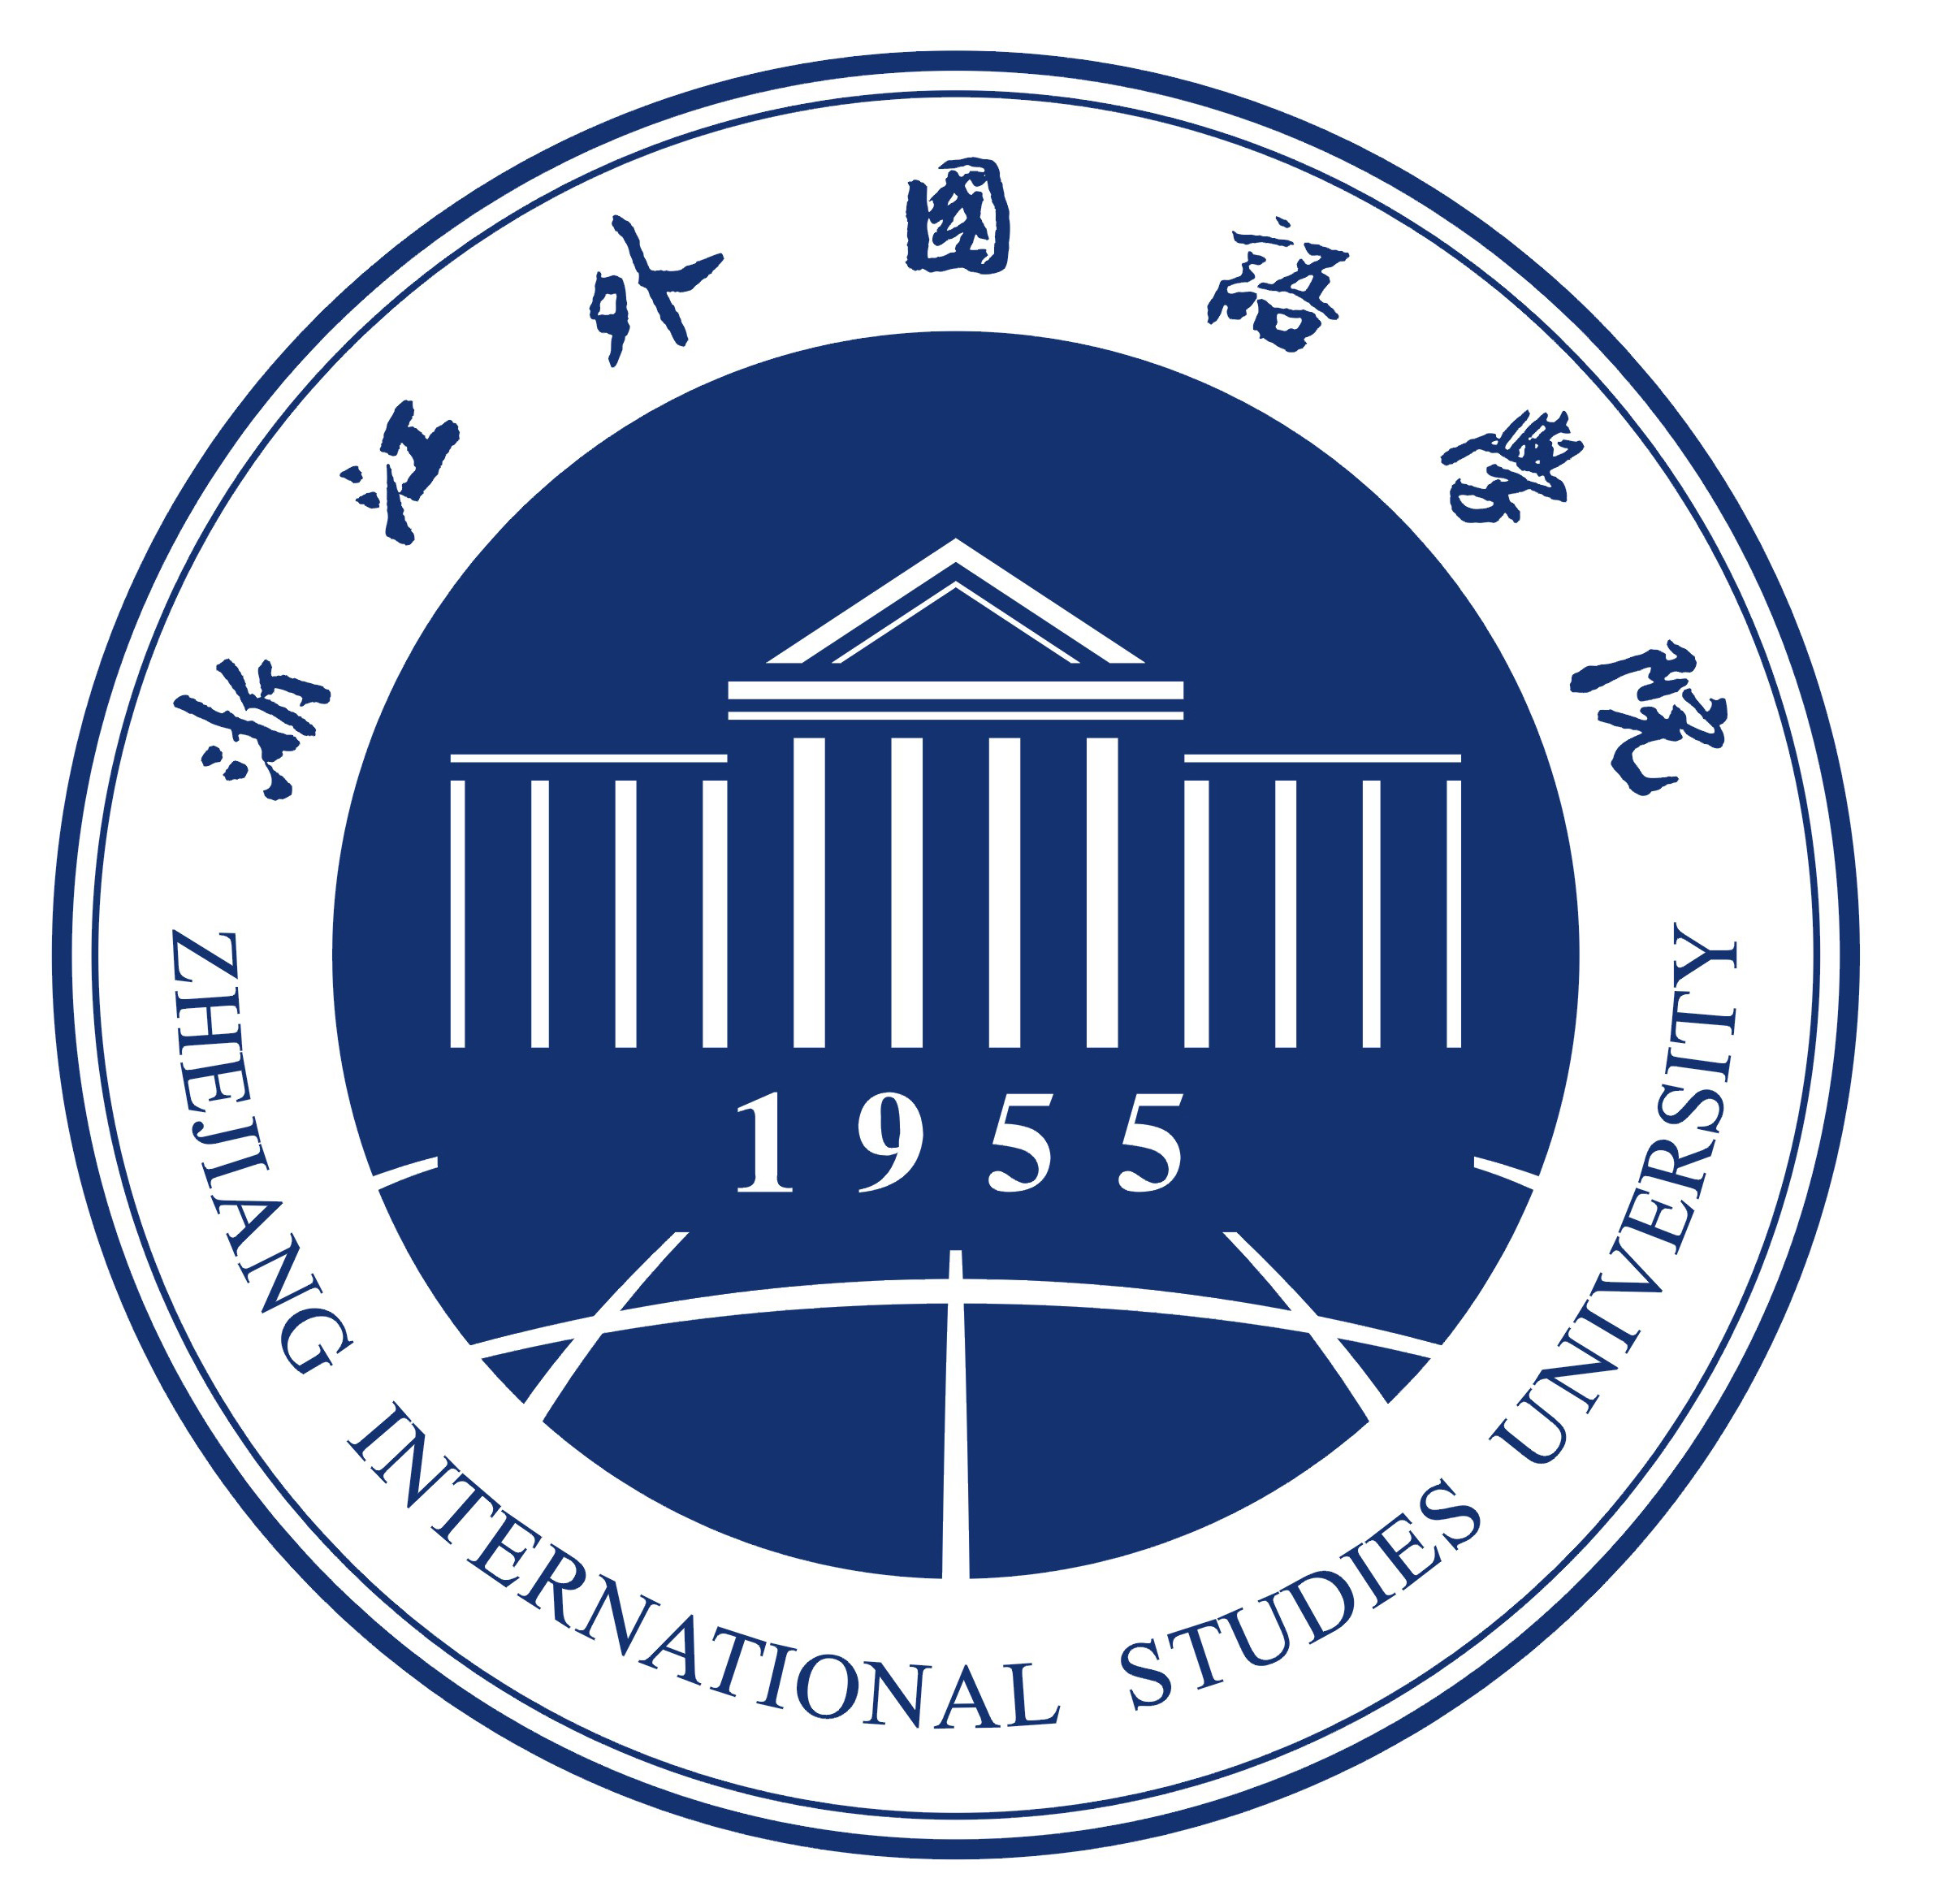 浙江外國語學院
1955
ZHEJIANG INTERNATIONAL STUDIES UNIVERSITY